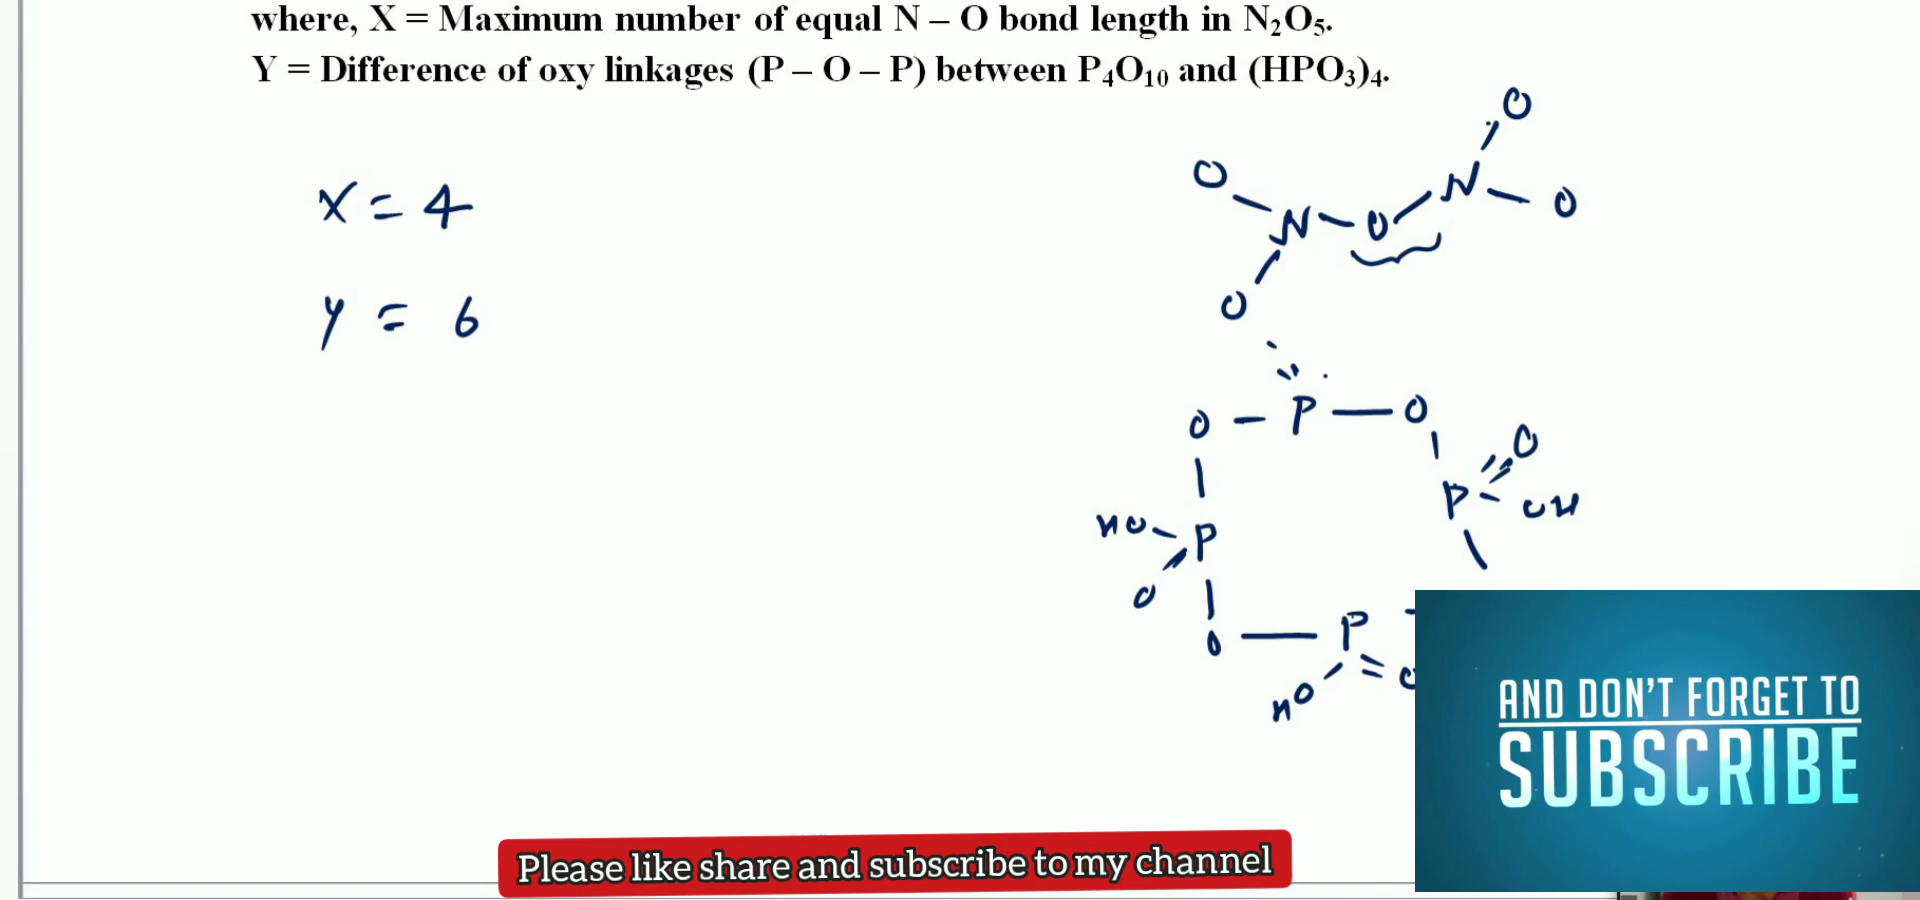 where, X = Maximum number of equal N – O bond length in N₂O₅.
Y = Difference of oxy linkages (P – O – P) between P₄O₁₀ and (HPO₃)₄.
X = 4
Y = 6
O
O
N – O – N – O
O
O – P – O
O
HO – P
P – OH
O
O – P = O
HO
AND DON'T FORGET TO
SUBSCRIBE
Please like share and subscribe to my channel